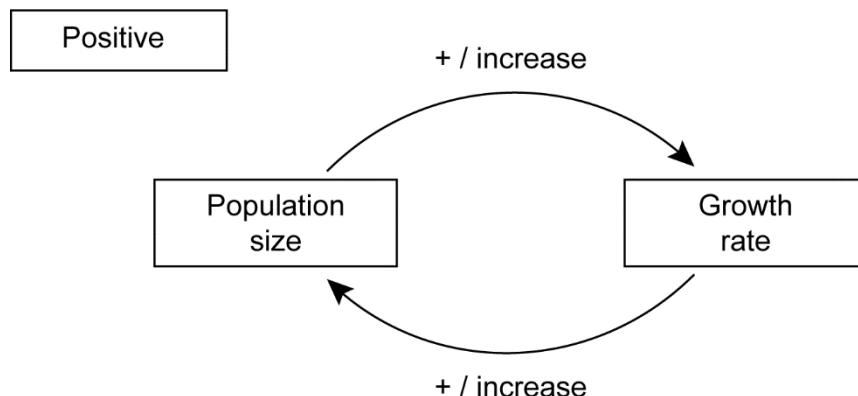 Positive
+ / increase
Population
size
Growth
rate
+ / increase